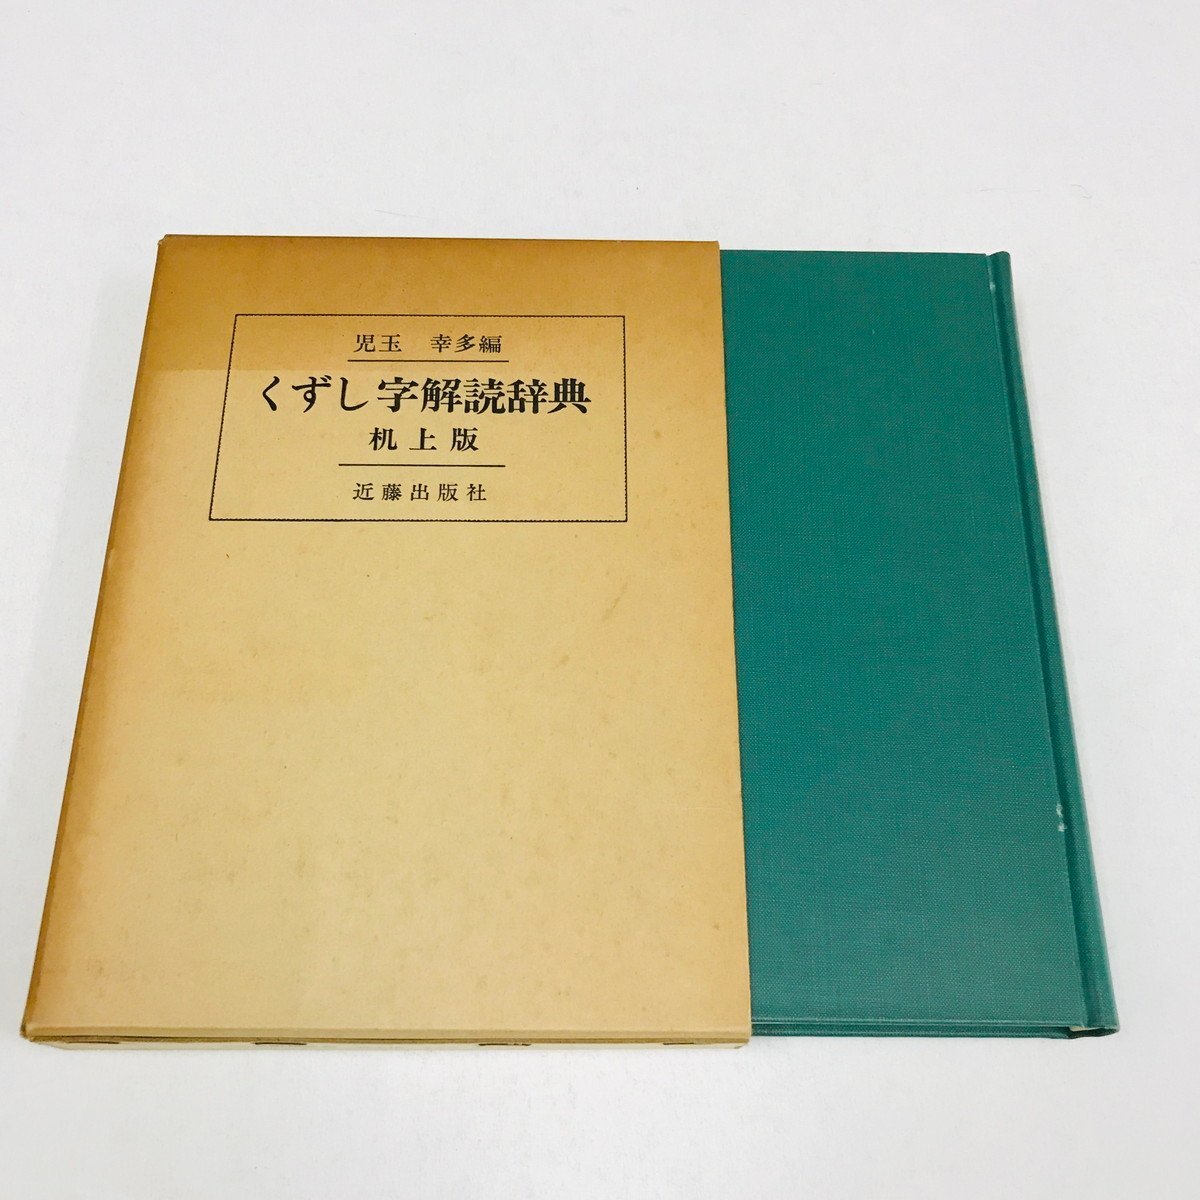 児玉　幸多編
くずし字解読辞典
机上版
近藤出版社